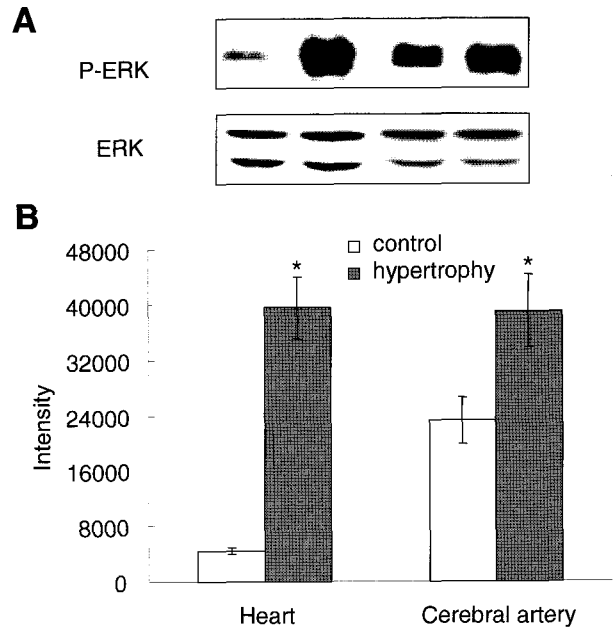 A
P-ERK
ERK
B
48000
40000
32000
24000
16000
8000
0
Intensity
control
hypertrophy
*
*
Heart
Cerebral artery